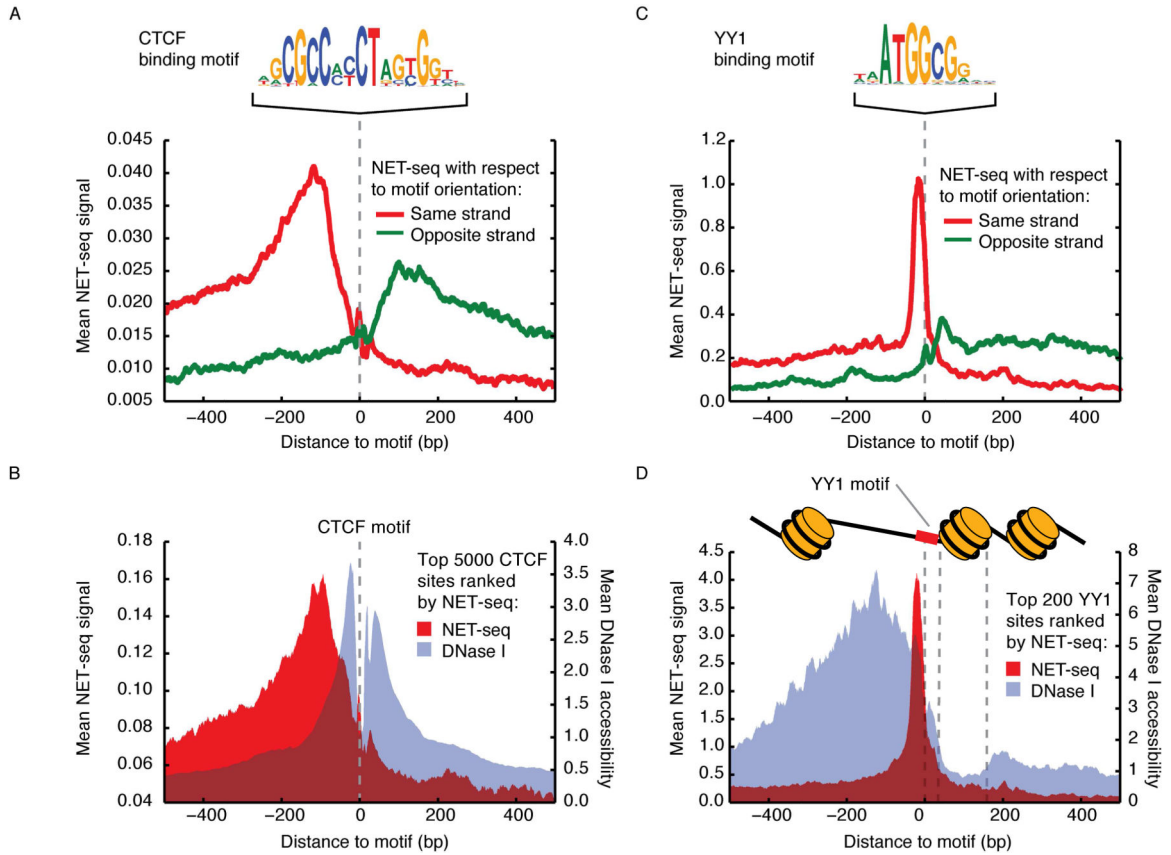 A
CTCF
binding motif
AGCGCCACCTAGTGGT
0.045
0.040
0.035
0.030
0.025
0.020
0.015
0.010
0.005
Mean NET-seq signal
NET-seq with respect
to motif orientation:
Same strand
Opposite strand
−400
−200
0
200
400
Distance to motif (bp)
C
YY1
binding motif
ATGGCGG
1.2
1.0
0.8
0.6
0.4
0.2
0.0
Mean NET-seq signal
NET-seq with respect
to motif orientation:
Same strand
Opposite strand
−400
−200
0
200
400
Distance to motif (bp)
B
CTCF motif
0.18
0.16
0.14
0.12
0.10
0.08
0.06
0.04
Mean NET-seq signal
Top 5000 CTCF
sites ranked
by NET-seq:
NET-seq
DNase I
4.0
3.5
3.0
2.5
2.0
1.5
1.0
0.5
0.0
Mean DNase I accessibility
−400
−200
0
200
400
Distance to motif (bp)
D
YY1 motif
4.5
4.0
3.5
3.0
2.5
2.0
1.5
1.0
0.5
0.0
Mean NET-seq signal
Top 200 YY1
sites ranked
by NET-seq:
NET-seq
DNase I
8
7
6
5
4
3
2
1
0
Mean DNase I accessibility
−400
−200
0
200
400
Distance to motif (bp)